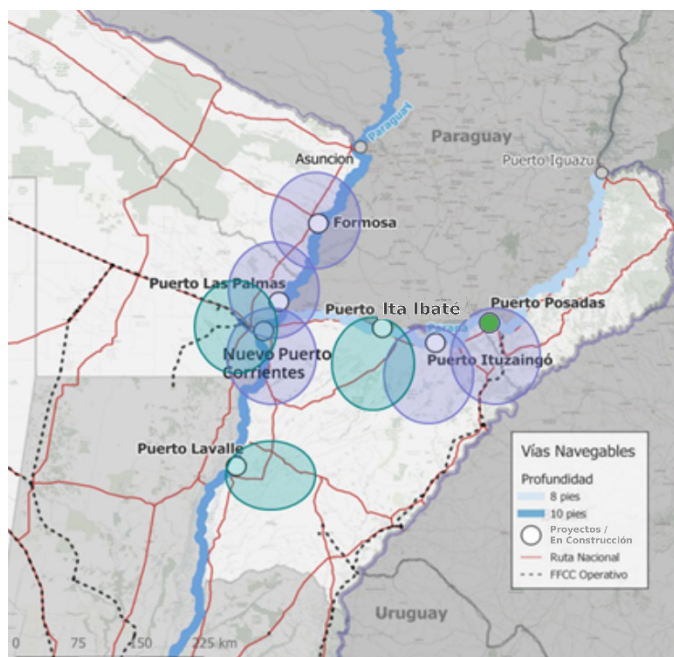 Paraguay
Paraguay
Asuncion
Puerto Iguazu
Formosa
Puerto Las Palmas
Puerto Ita Ibaté
Puerto Posadas
Paraná
Nuevo Puerto
Corrientes
Puerto Ituzaingó
Puerto Lavalle
Vías Navegables
Profundidad
8 pies
10 pies
Proyectos /
En Construcción
Ruta Nacional
FFCC Operativo
Uruguay
0 75 150 225 km